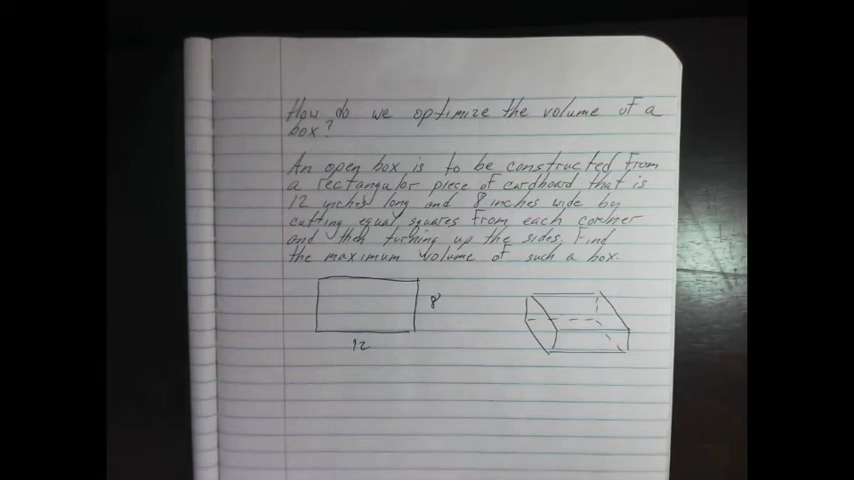 How do we optimize the volume of a
box?
An open box is to be constructed from
a rectangular piece of cardboard that is
12 inches long and 8 inches wide by
cutting equal squares from each corner
and then turning up the sides. Find
the maximum volume of such a box.
8
12